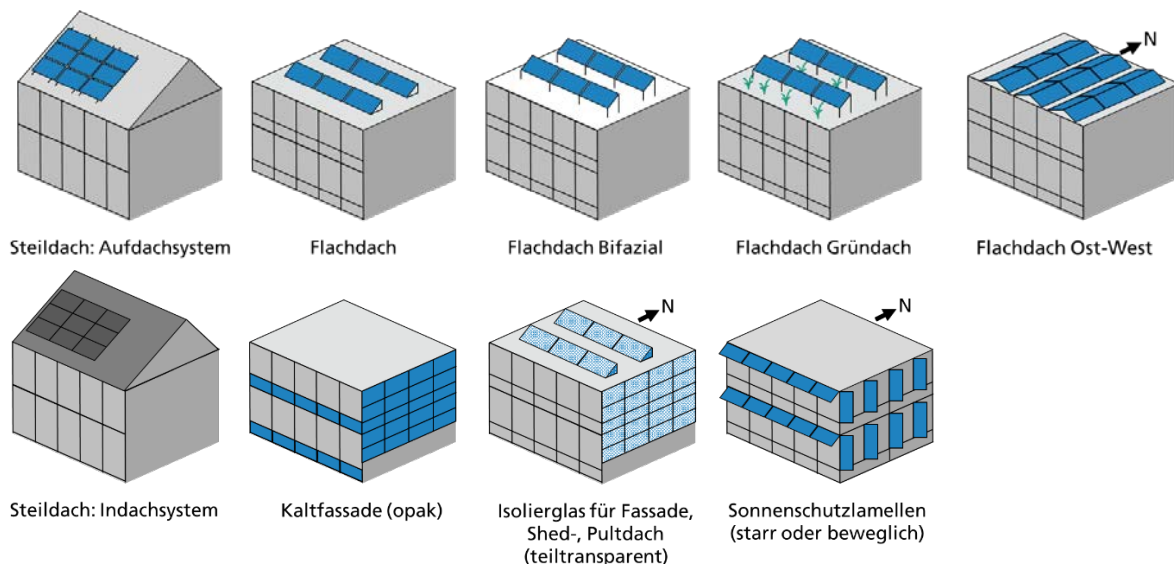 N
Steildach: Aufdachsystem
Flachdach
Flachdach Bifazial
Flachdach Gründach
Flachdach Ost-West
N
N
Steildach: Indachsystem
Kaltfassade (opak)
Isolierglas für Fassade,
Shed-, Pultdach
(teiltransparent)
Sonnenschutzlamellen
(starr oder beweglich)